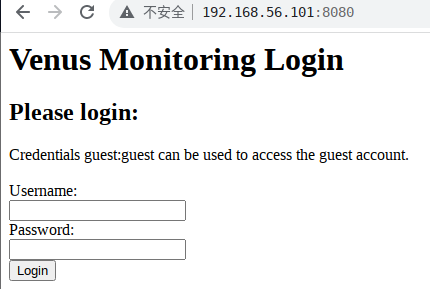 不安全 192.168.56.101:8080
Venus Monitoring Login
Please login:
Credentials guest:guest can be used to access the guest account.
Username:
Password:
Login